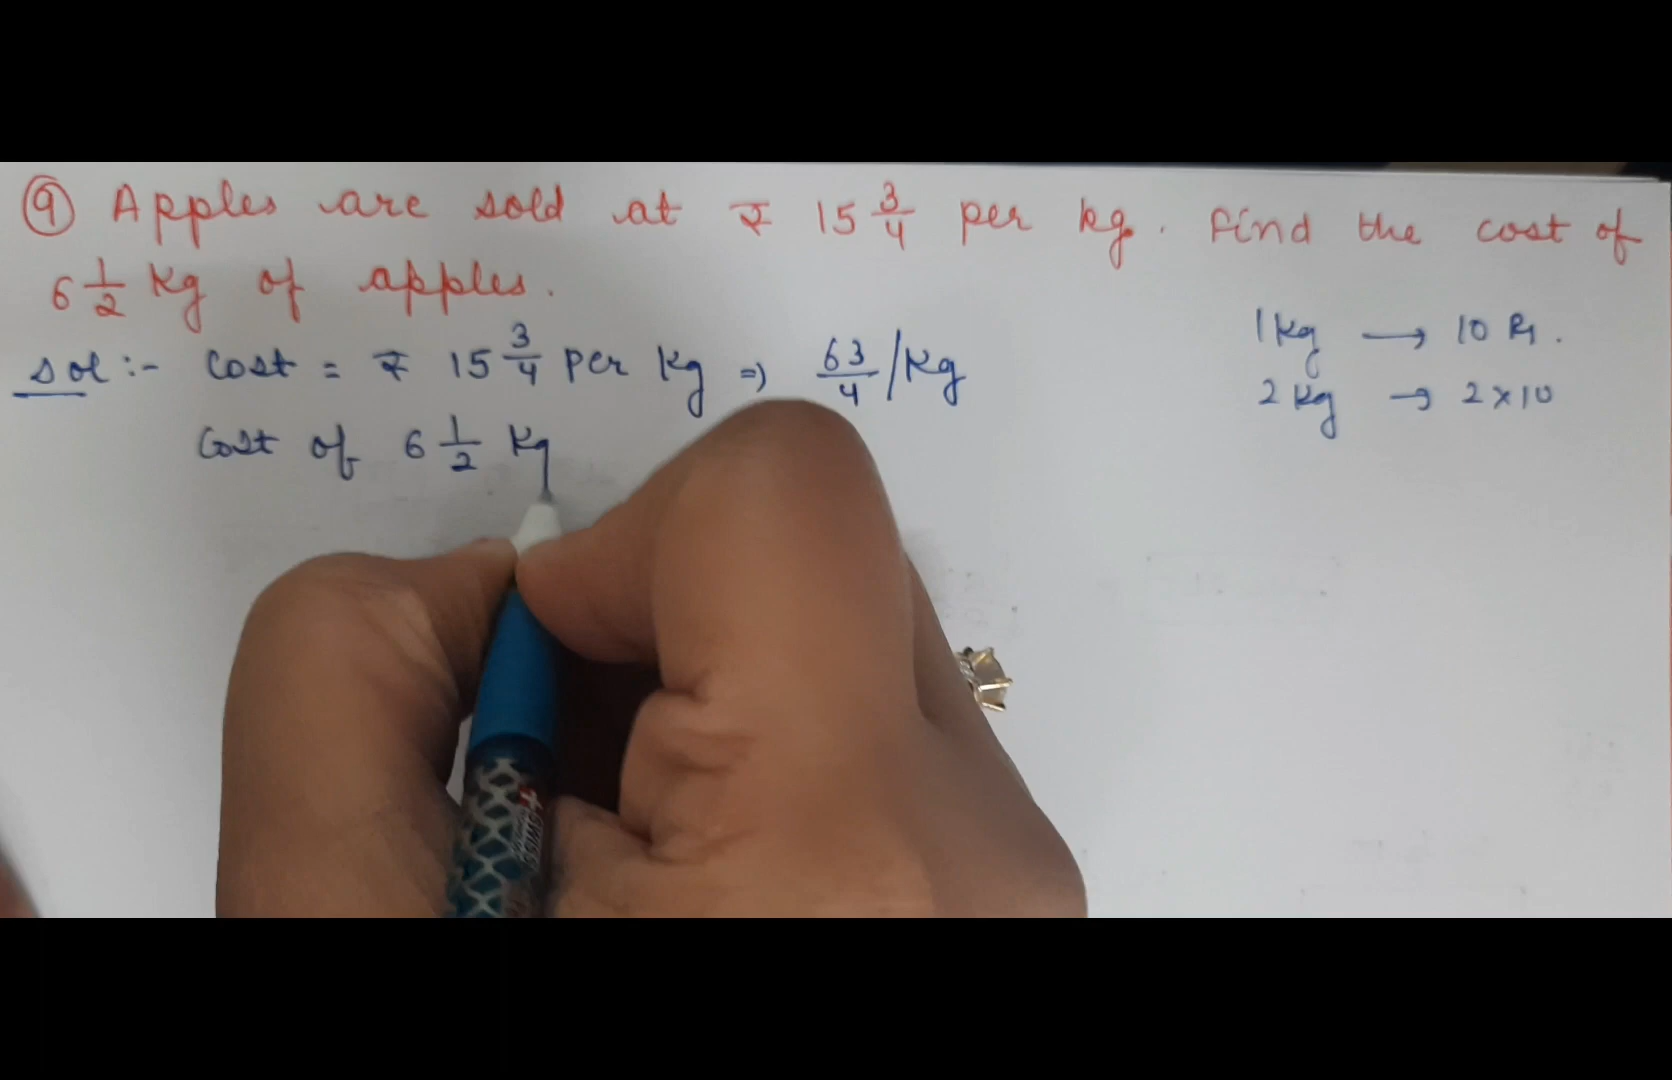 9 Apples are sold at ₹ 15 3/4 per kg. Find the cost of
6 1/2 kg of apples.
Sol :- Cost = ₹ 15 3/4 per kg => 63/4 /kg
Cost of 6 1/2 kg
1 kg → 10 Rs.
2 kg → 2×10